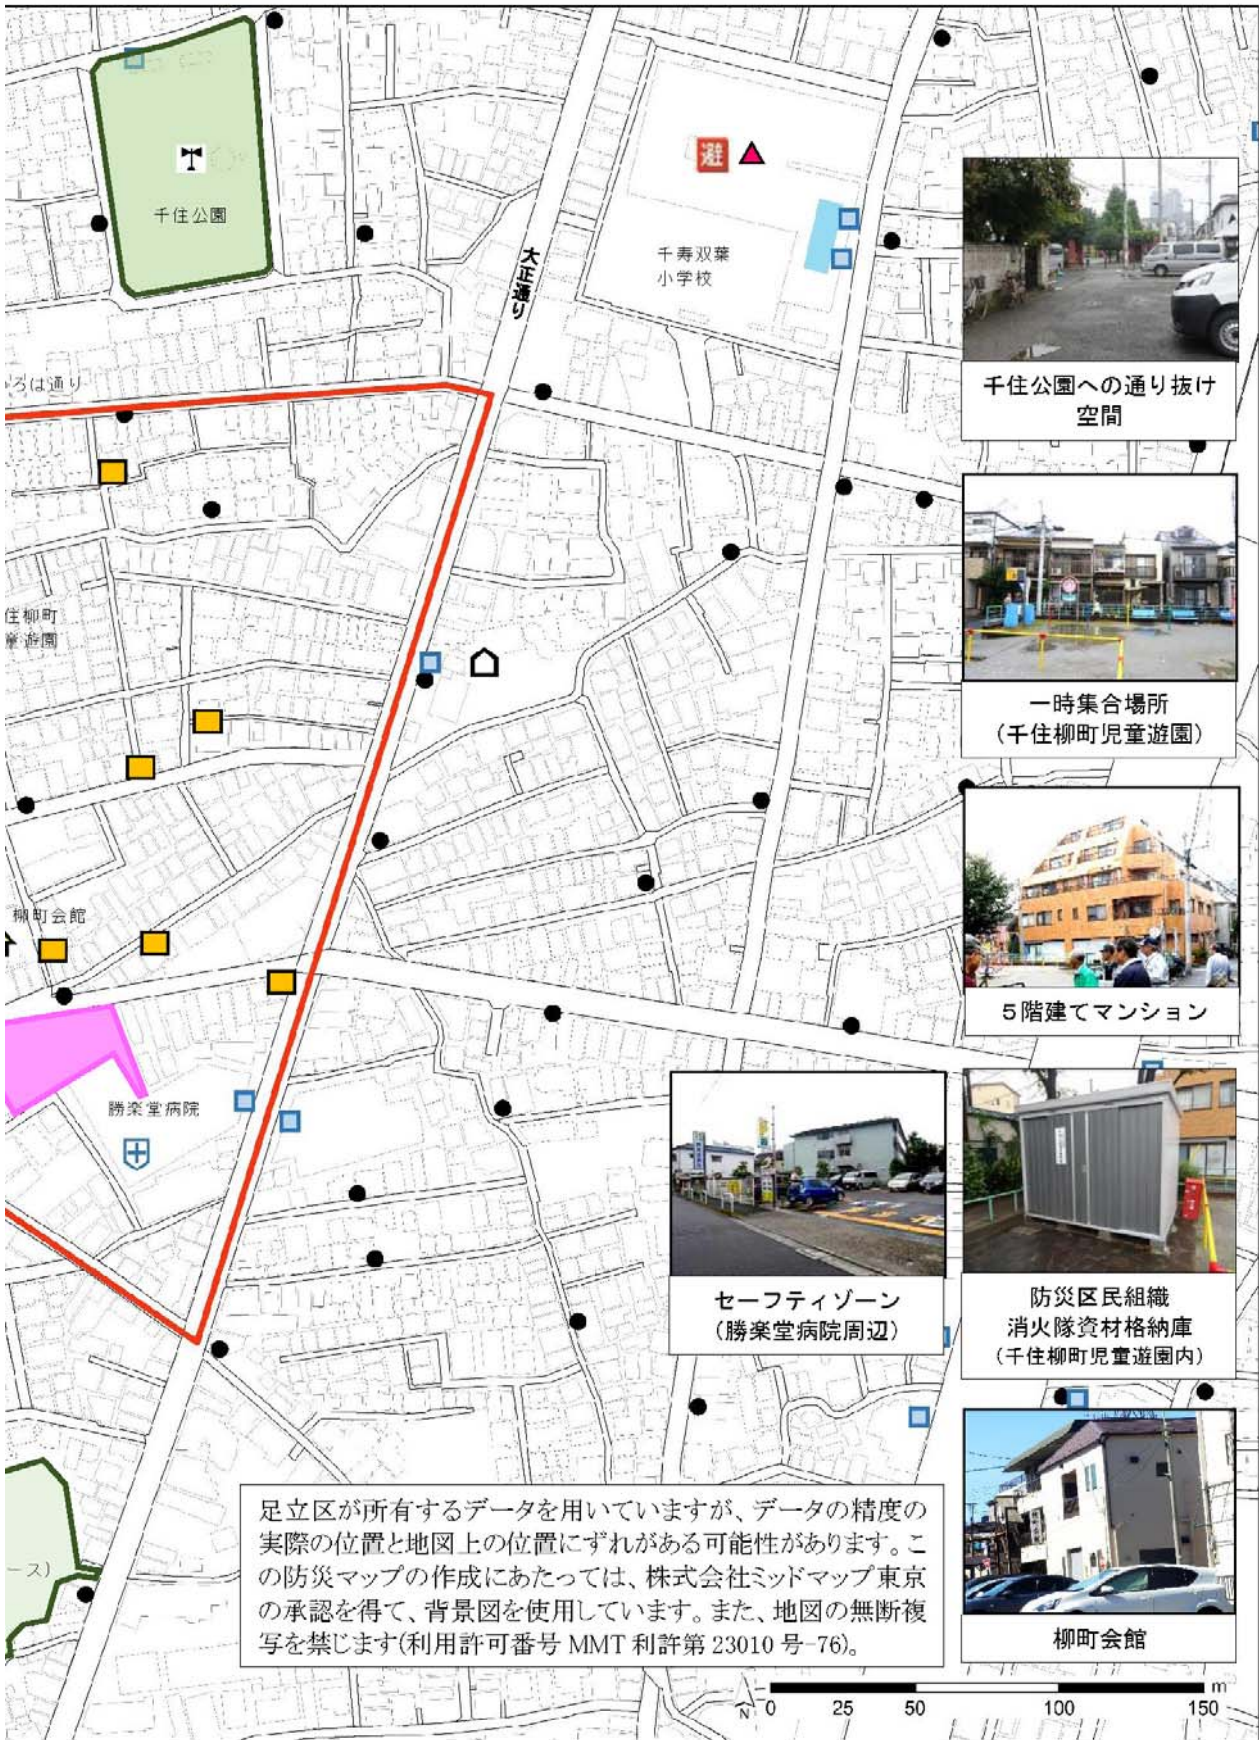 千住公園
避
千寿双葉
小学校
大正通り
ろは通り
住柳町
童遊園
柳町会館
勝楽堂病院
ース)
千住公園への通り抜け
空間
一時集合場所
(千住柳町児童遊園)
5階建てマンション
セーフティゾーン
(勝楽堂病院周辺)
防災区民組織
消火隊資材格納庫
(千住柳町児童遊園内)
柳町会館
足立区が所有するデータを用いていますが、データの精度の
実際の位置と地図上の位置にずれがある可能性があります。こ
の防災マップの作成にあたっては、株式会社ミッドマップ東京
の承認を得て、背景図を使用しています。また、地図の無断複
写を禁じます(利用許可番号 MMT 利許第 23010 号-76)。
N 0 25 50 100 150 m